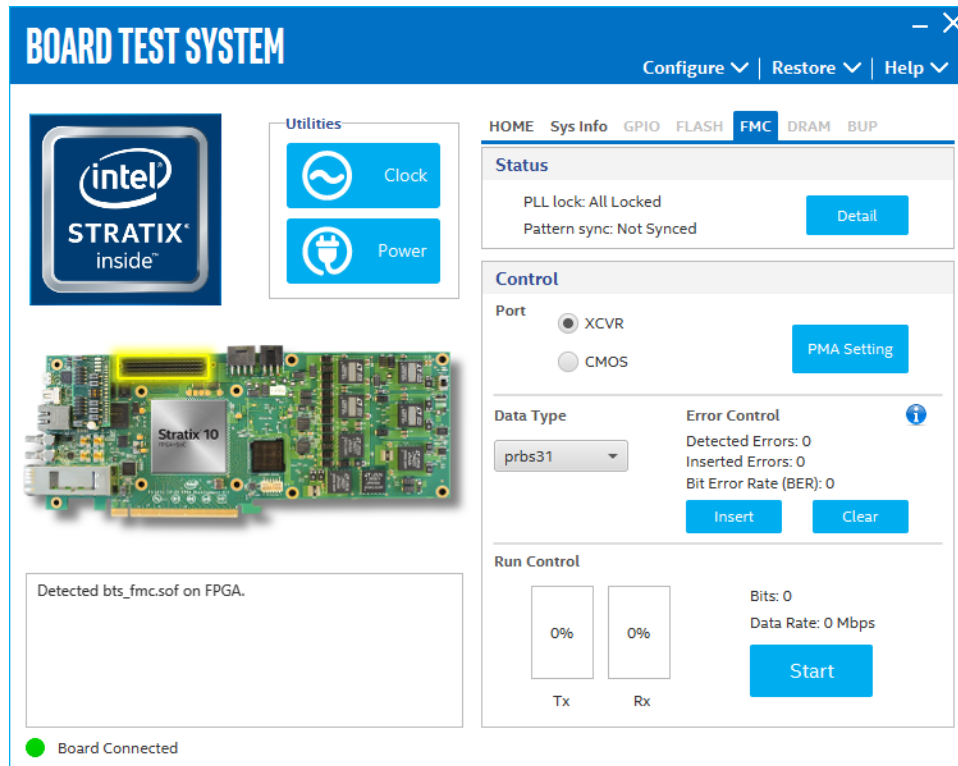 BOARD TEST SYSTEM
Configure | Restore | Help
intel
STRATIX®
inside™
Utilities
Clock
Power
HOME Sys Info GPIO FLASH FMC DRAM BUP
Status
PLL lock: All Locked
Pattern sync: Not Synced
Detail
Control
Port
XCVR
CMOS
PMA Setting
Data Type
prbs31
Error Control
Detected Errors: 0
Inserted Errors: 0
Bit Error Rate (BER): 0
Insert
Clear
Run Control
0%
0%
Tx
Rx
Bits: 0
Data Rate: 0 Mbps
Start
Stratix 10
Detected bts_fmc.sof on FPGA.
Board Connected